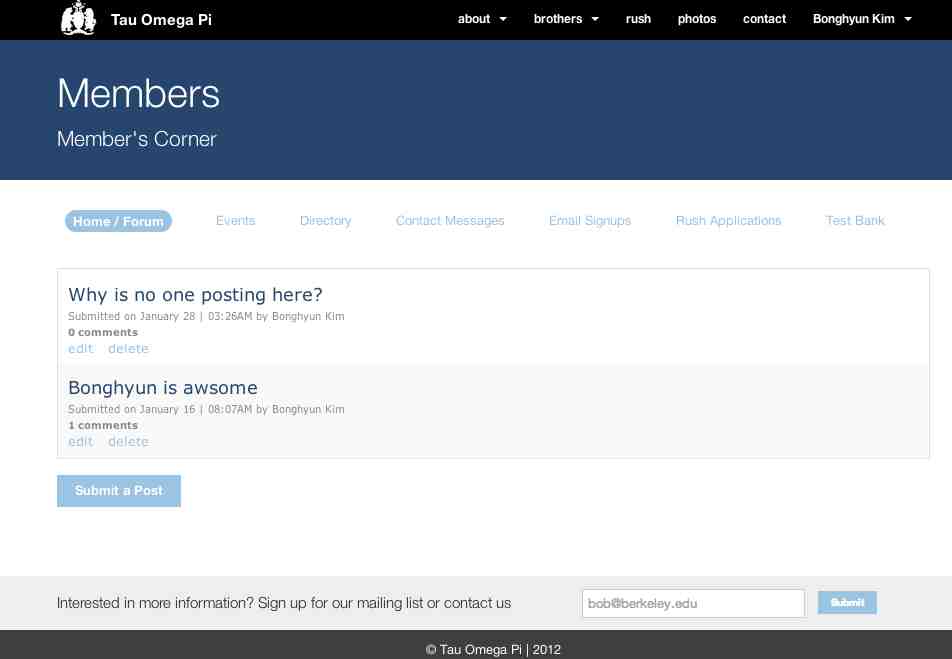 Tau Omega Pi
about brothers rush photos contact Bonghyun Kim
Members
Member's Corner
Home / Forum Events Directory Contact Messages Email Signups Rush Applications Test Bank
Why is no one posting here?
Submitted on January 28 | 03:26AM by Bonghyun Kim
0 comments
edit delete
Bonghyun is awsome
Submitted on January 16 | 08:07AM by Bonghyun Kim
1 comments
edit delete
Submit a Post
Interested in more information? Sign up for our mailing list or contact us
bob@berkeley.edu
Submit
© Tau Omega Pi | 2012